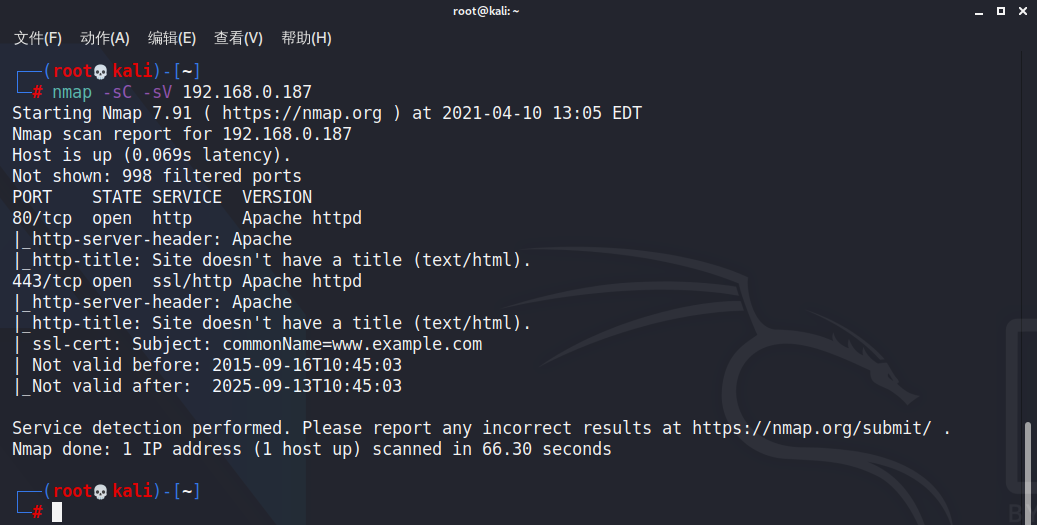 root@kali: ~
文件(F) 动作(A) 编辑(E) 查看(V) 帮助(H)
┌──(root💀kali)-[~]
└─# nmap -sC -sV 192.168.0.187
Starting Nmap 7.91 ( https://nmap.org ) at 2021-04-10 13:05 EDT
Nmap scan report for 192.168.0.187
Host is up (0.069s latency).
Not shown: 998 filtered ports
PORT    STATE SERVICE  VERSION
80/tcp  open  http     Apache httpd
|_http-server-header: Apache
|_http-title: Site doesn't have a title (text/html).
443/tcp open  ssl/http Apache httpd
|_http-server-header: Apache
|_http-title: Site doesn't have a title (text/html).
| ssl-cert: Subject: commonName=www.example.com
| Not valid before: 2015-09-16T10:45:03
|_Not valid after:  2025-09-13T10:45:03
Service detection performed. Please report any incorrect results at https://nmap.org/submit/ .
Nmap done: 1 IP address (1 host up) scanned in 66.30 seconds
┌──(root💀kali)-[~]
└─#